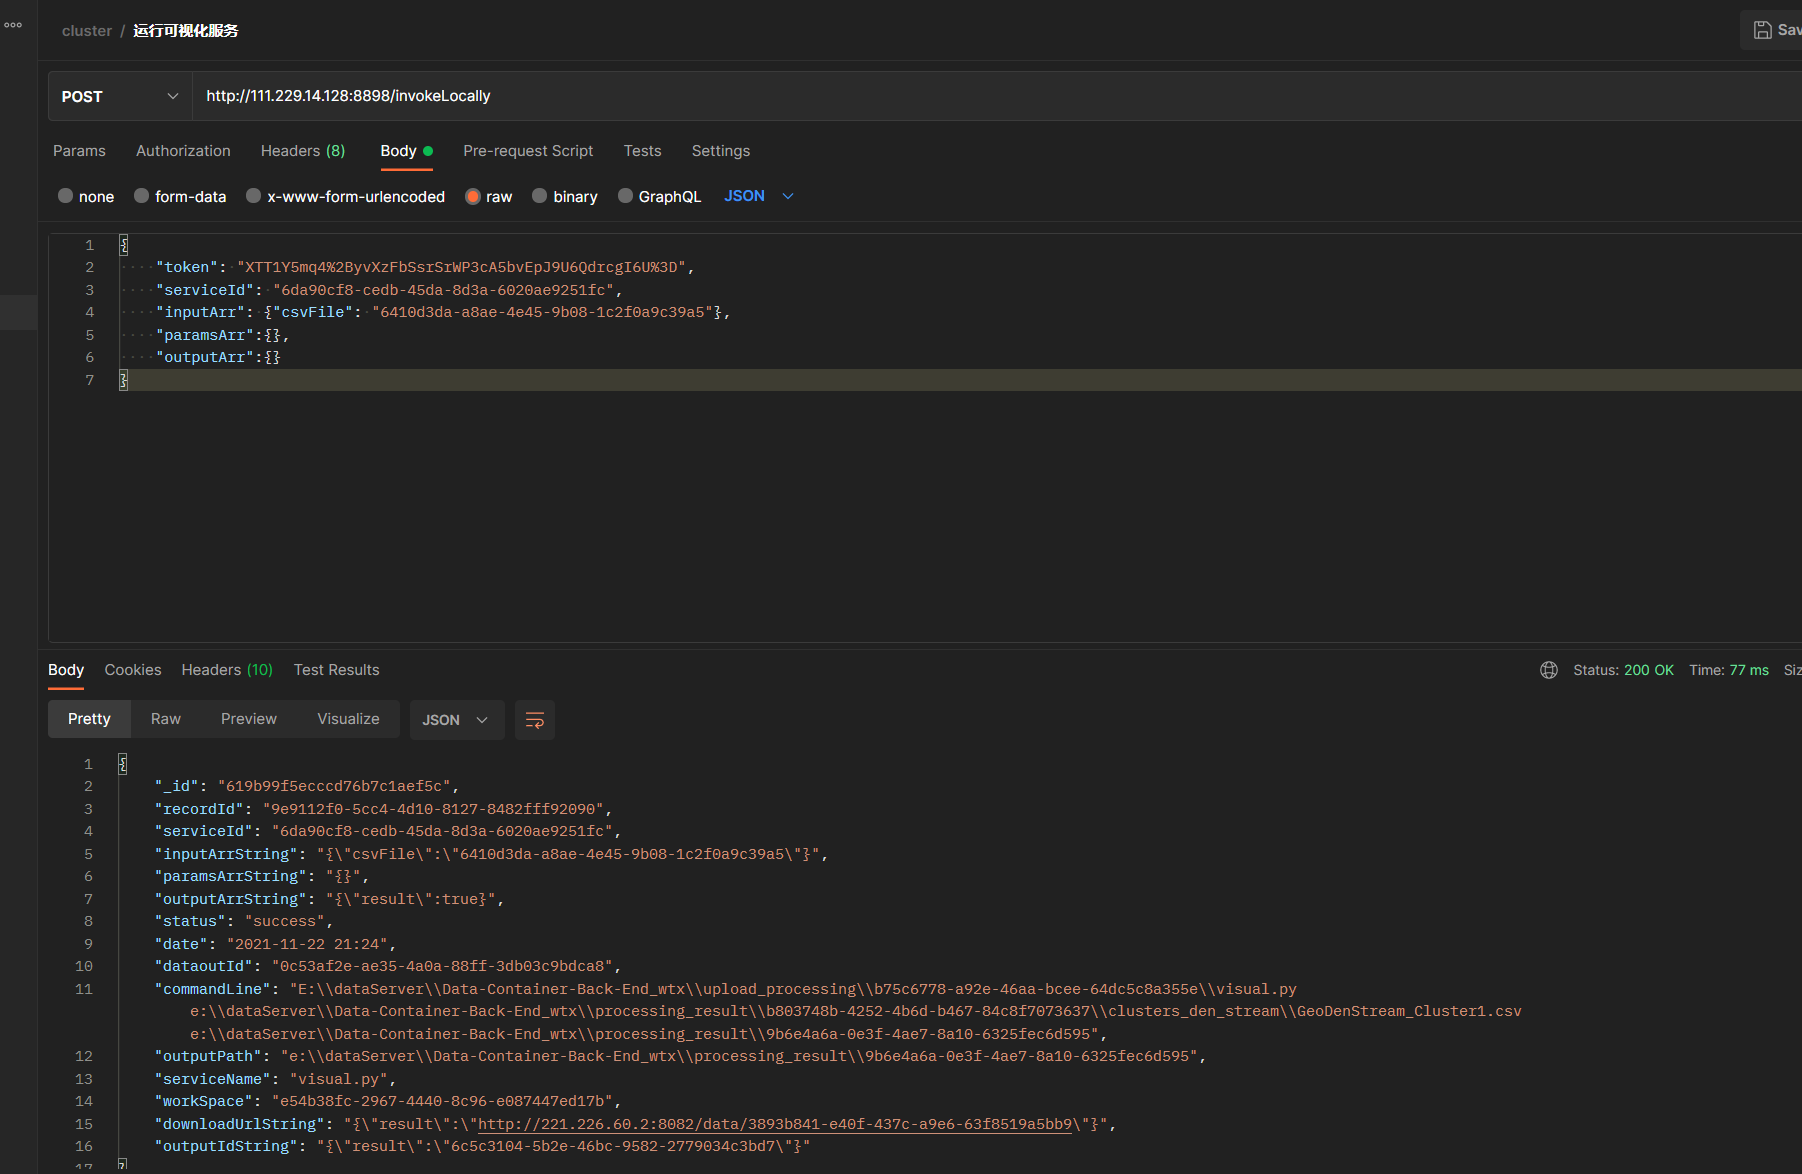 cluster / 运行可视化服务
Sav
POST http://111.229.14.128:8898/invokeLocally
Params Authorization Headers (8) Body Pre-request Script Tests Settings
none form-data x-www-form-urlencoded raw binary GraphQL JSON
1 {
2 "token": "XTT1Y5mq4%2ByvXzFbSsrSrWP3cA5bvEpJ9U6QdrcgI6U%3D",
3 "serviceId": "6da90cf8-cedb-45da-8d3a-6020ae9251fc",
4 "inputArr": {"csvFile": "6410d3da-a8ae-4e45-9b08-1c2f0a9c39a5"},
5 "paramsArr":{},
6 "outputArr":{}
7 }
Body Cookies Headers (10) Test Results Status: 200 OK Time: 77 ms Siz
Pretty Raw Preview Visualize JSON
1 {
2 "_id": "619b99f5ecccd76b7c1aef5c",
3 "recordId": "9e9112f0-5cc4-4d10-8127-8482fff92090",
4 "serviceId": "6da90cf8-cedb-45da-8d3a-6020ae9251fc",
5 "inputArrString": "{\"csvFile\":\"6410d3da-a8ae-4e45-9b08-1c2f0a9c39a5\"}",
6 "paramsArrString": "{}",
7 "outputArrString": "{\"result\":true}",
8 "status": "success",
9 "date": "2021-11-22 21:24",
10 "dataoutId": "0c53af2e-ae35-4a0a-88ff-3db03c9bdca8",
11 "commandLine": "E:\\dataServer\\Data-Container-Back-End_wtx\\upload_processing\\b75c6778-a92e-46aa-bcee-64dc5c8a355e\\visual.py
e:\\dataServer\\Data-Container-Back-End_wtx\\processing_result\\b803748b-4252-4b6d-b467-84c8f7073637\\clusters_den_stream\\GeoDenStream_Cluster1.csv
e:\\dataServer\\Data-Container-Back-End_wtx\\processing_result\\9b6e4a6a-0e3f-4ae7-8a10-6325fec6d595",
12 "outputPath": "e:\\dataServer\\Data-Container-Back-End_wtx\\processing_result\\9b6e4a6a-0e3f-4ae7-8a10-6325fec6d595",
13 "serviceName": "visual.py",
14 "workSpace": "e54b38fc-2967-4440-8c96-e087447ed17b",
15 "downloadUrlString": "{\"result\":\"http://221.226.60.2:8082/data/3893b841-e40f-437c-a9e6-63f8519a5bb9\"}",
16 "outputIdString": "{\"result\":\"6c5c3104-5b2e-46bc-9582-2779034c3bd7\"}"
17 }